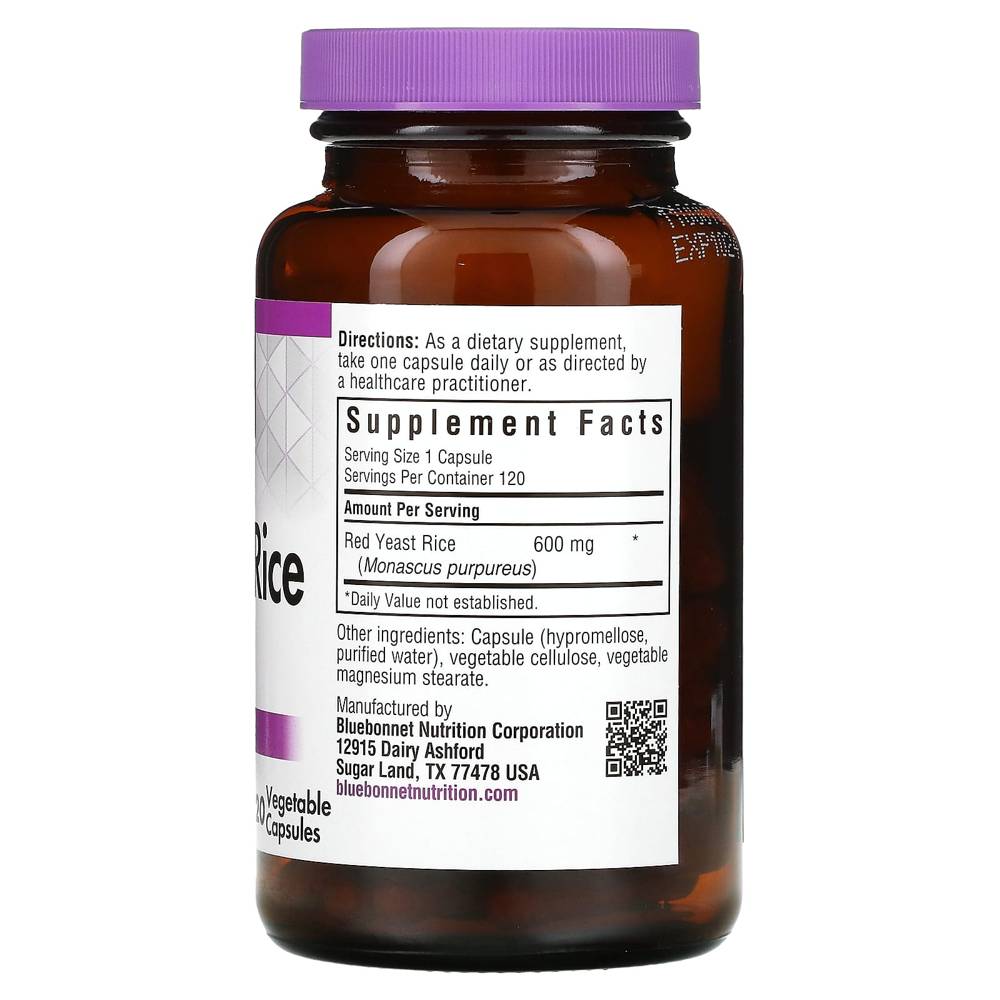 EXP1024
Directions: As a dietary supplement,
take one capsule daily or as directed by
a healthcare practitioner.
Supplement Facts
Serving Size 1 Capsule
Servings Per Container 120
Amount Per Serving
Red Yeast Rice 600 mg *
(Monascus purpureus)
*Daily Value not established.
Other ingredients: Capsule (hypromellose,
purified water), vegetable cellulose, vegetable
magnesium stearate.
Manufactured by
Bluebonnet Nutrition Corporation
12915 Dairy Ashford
Sugar Land, TX 77478 USA
bluebonnetnutrition.com
Rice
20 Vegetable
Capsules